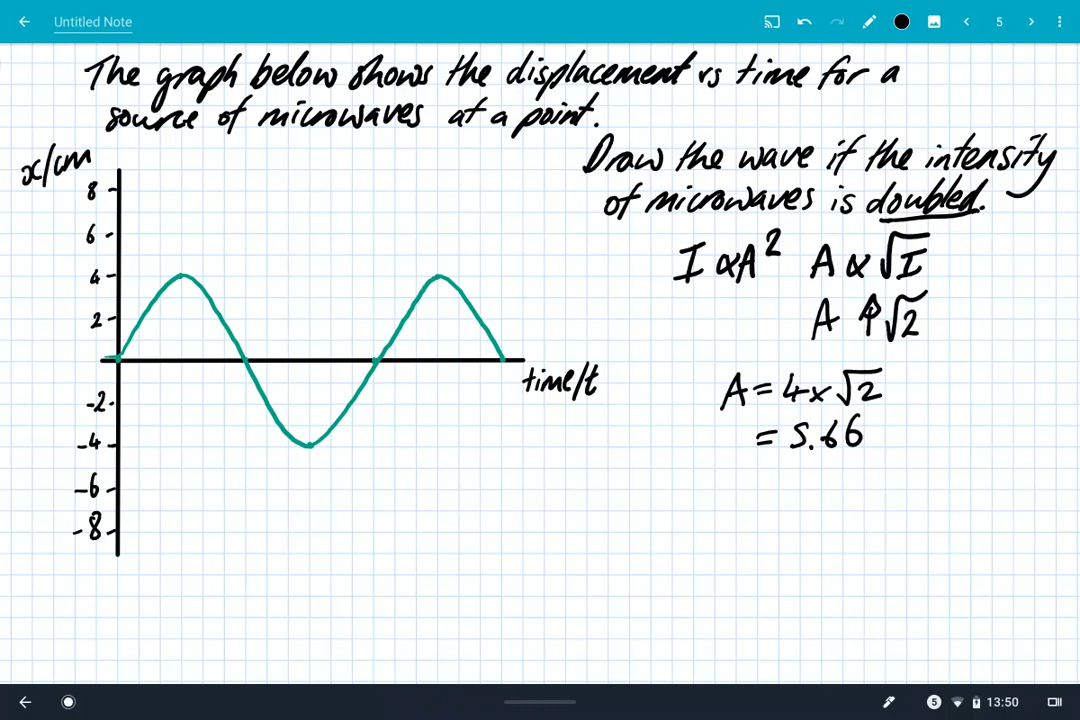 Untitled Note
5
The graph below shows the displacement vs time for a
source of microwaves at a point.
x/cm
Draw the wave if the intensity
of microwaves is doubled.
8
6
4
2
-2
-4
-6
-8
time/t
I ∝ A² A ∝ √I
A ↑ √2
A = 4 × √2
= 5.66
5
13:50